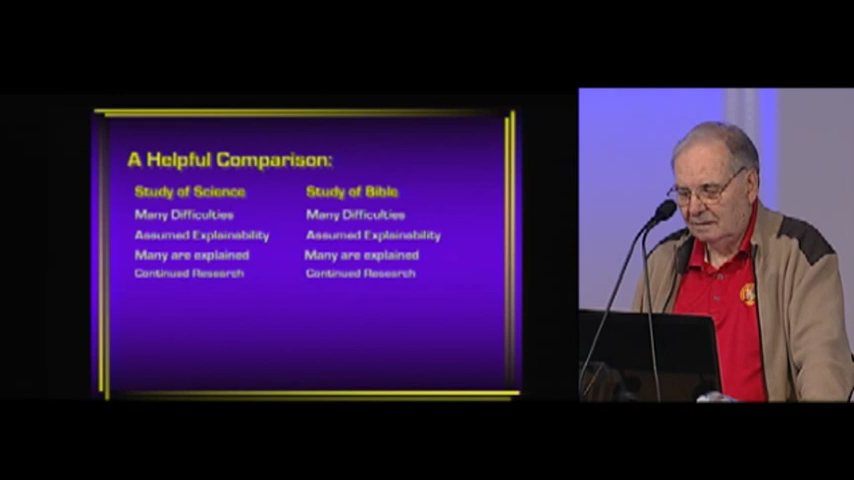 A Helpful Comparison:
Study of Science Study of Bible
Many Difficulties Many Difficulties
Assumed Explainability Assumed Explainability
Many are explained Many are explained
Continued Research Continued Research